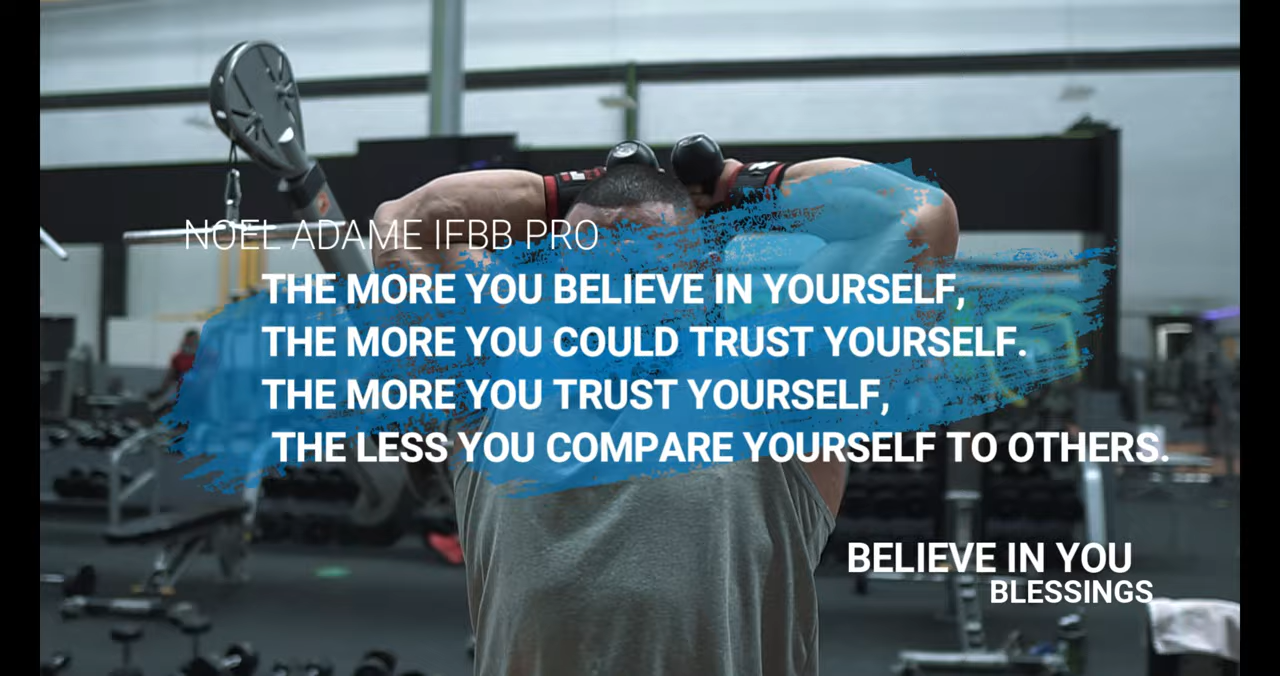 NOEL ADAME IFBB PRO
THE MORE YOU BELIEVE IN YOURSELF,
THE MORE YOU COULD TRUST YOURSELF.
THE MORE YOU TRUST YOURSELF,
THE LESS YOU COMPARE YOURSELF TO OTHERS.
BELIEVE IN YOU
BLESSINGS